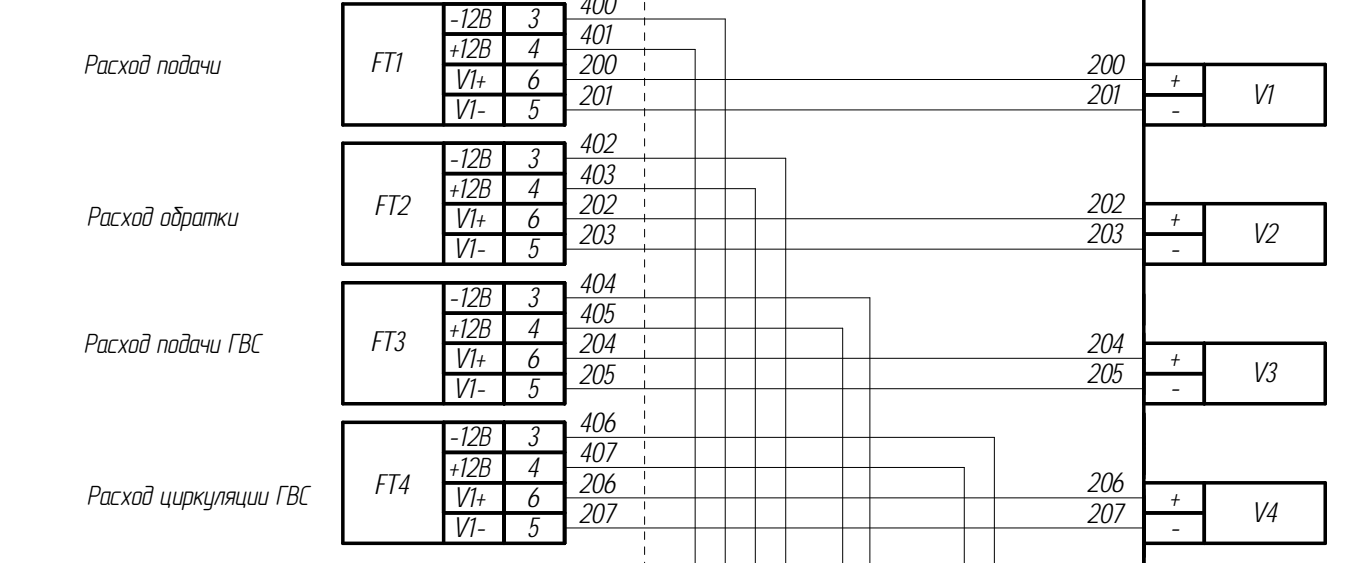 400
-12В 3
401
Расход подачи FT1 +12В 4
200 200
V1+ 6 + V1
201 201
V1- 5 -
402
-12В 3
403
+12В 4
Расход обратки FT2 202 202
V1+ 6 + V2
203 203
V1- 5 -
404
-12В 3
405
+12В 4
Расход подачи ГВС FT3 204 204
V1+ 6 + V3
205 205
V1- 5 -
406
-12В 3
407
+12В 4
Расход циркуляции ГВС FT4 206 206
V1+ 6 + V4
207 207
V1- 5 -